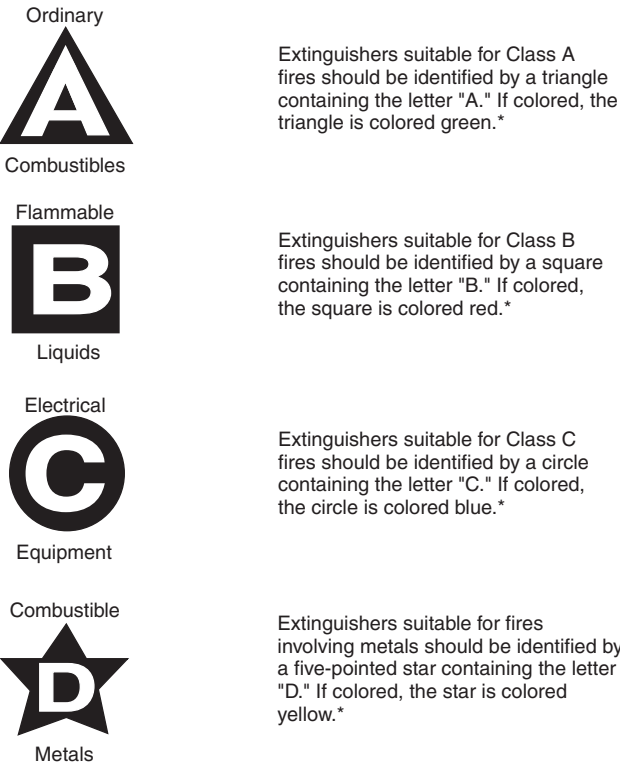 Ordinary
A
Combustibles
Extinguishers suitable for Class A
fires should be identified by a triangle
containing the letter "A." If colored, the
triangle is colored green.*
Flammable
B
Liquids
Extinguishers suitable for Class B
fires should be identified by a square
containing the letter "B." If colored,
the square is colored red.*
Electrical
C
Equipment
Extinguishers suitable for Class C
fires should be identified by a circle
containing the letter "C." If colored,
the circle is colored blue.*
Combustible
D
Metals
Extinguishers suitable for fires
involving metals should be identified by
a five-pointed star containing the letter
"D." If colored, the star is colored
yellow.*